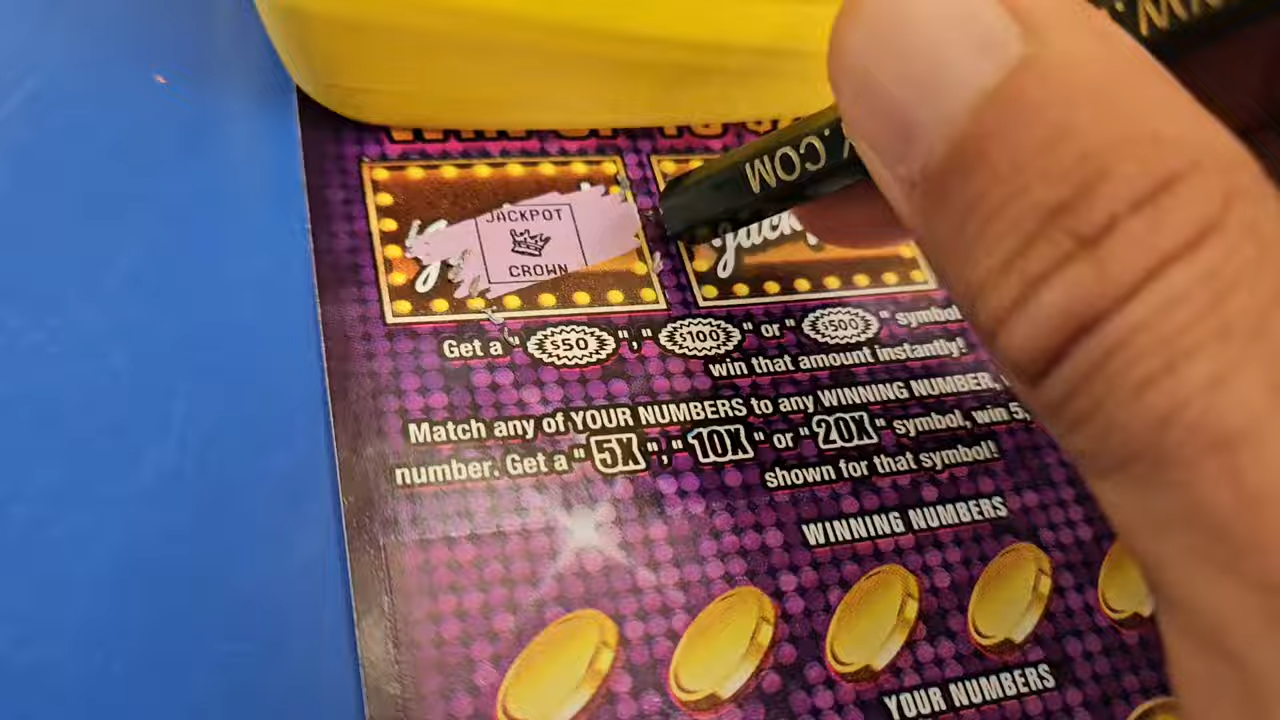 .COM
JACKPOT
CROWN
Get a "$50", "$100" or "$500" symbol
win that amount instantly!
Match any of YOUR NUMBERS to any WINNING NUMBER,
number. Get a "5X", "10X" or "20X" symbol, win 5
shown for that symbol!
WINNING NUMBERS
YOUR NUMBERS